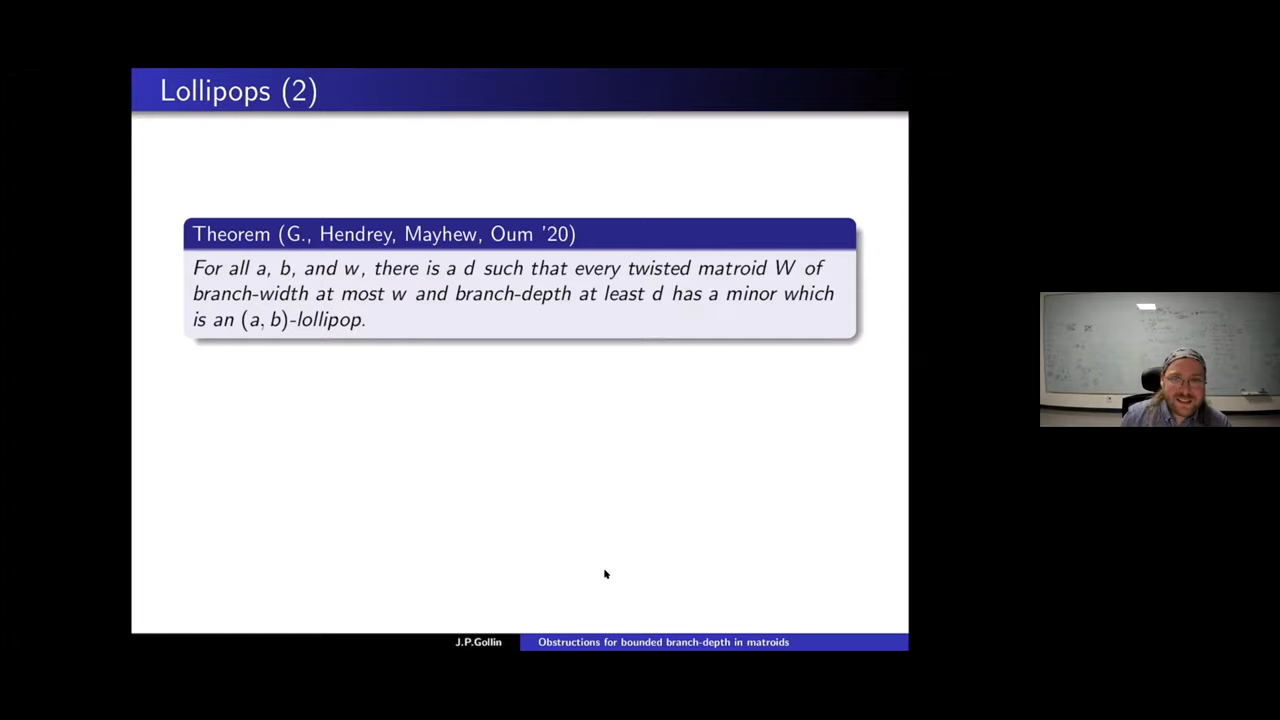 Lollipops (2)
Theorem (G., Hendrey, Mayhew, Oum '20)
For all a, b, and w, there is a d such that every twisted matroid W of
branch-width at most w and branch-depth at least d has a minor which
is an (a, b)-lollipop.
J.P.Gollin
Obstructions for bounded branch-depth in matroids